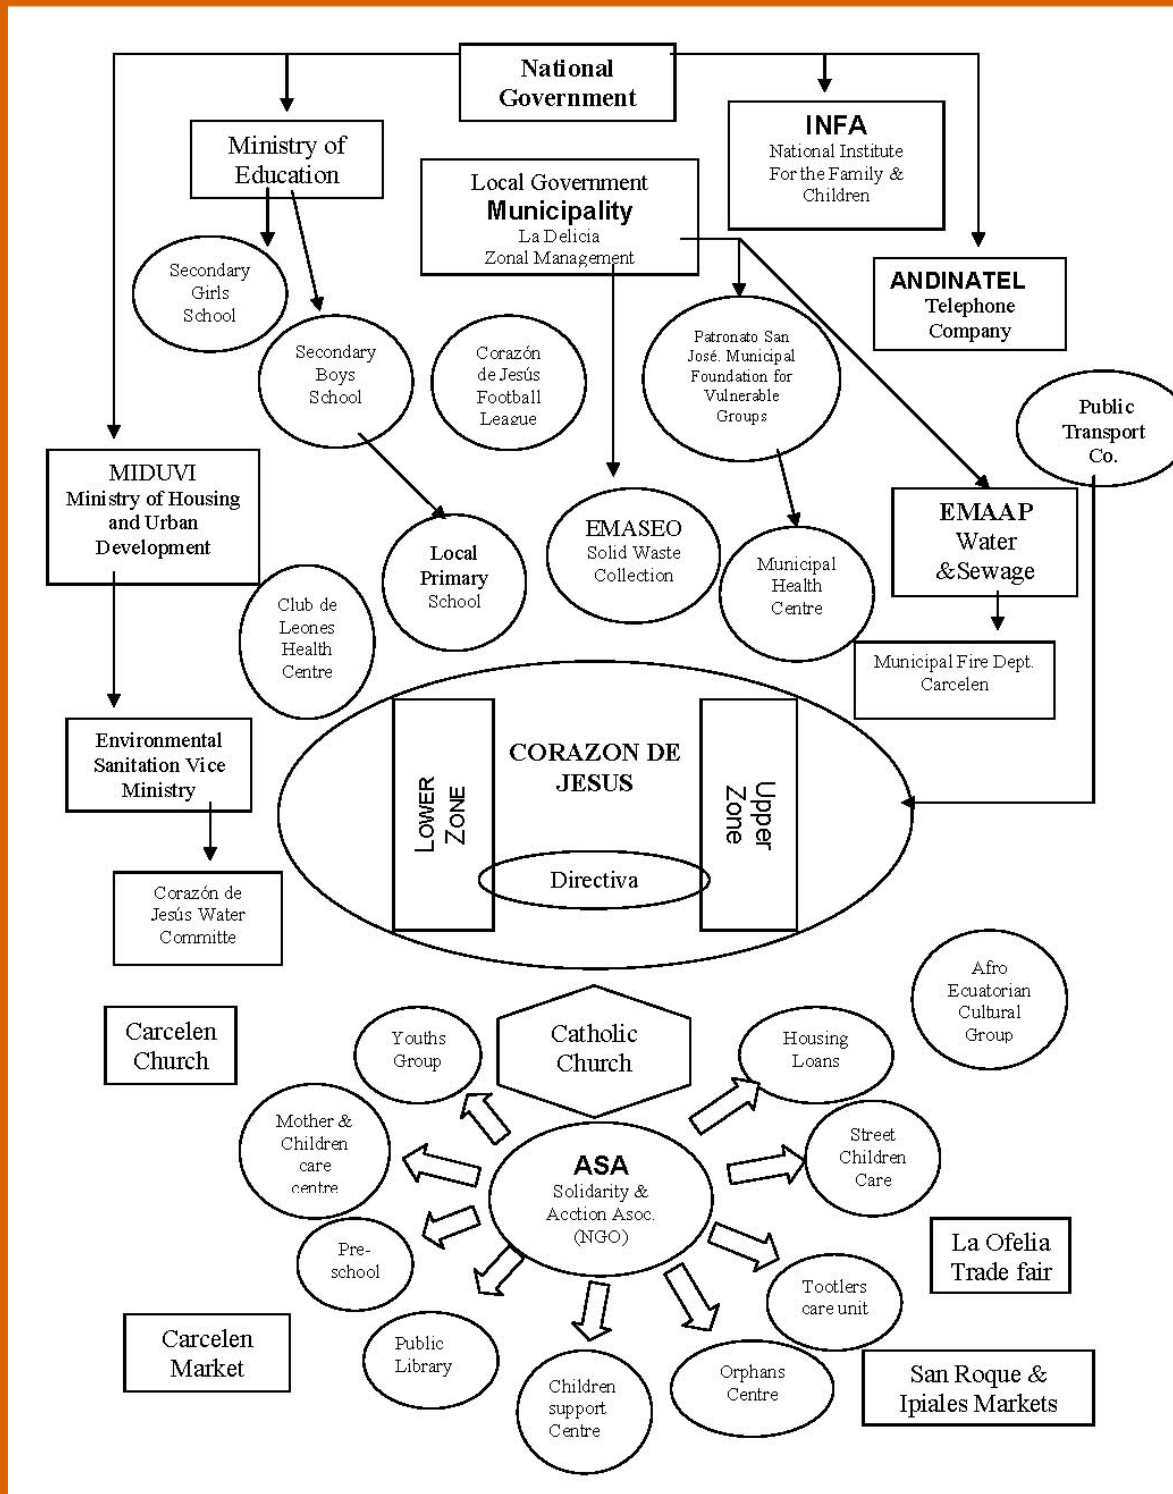 National
Government
Ministry of
Education
INFA
National Institute
For the Family &
Children
Local Government
Municipality
La Delicia
Zonal Management
Secondary
Girls
School
ANDINATEL
Telephone
Company
Secondary
Boys
School
Corazón
de Jesús
Football
League
Patronato San
José. Municipal
Foundation for
Vulnerable
Groups
Public
Transport
Co.
MIDUVI
Ministry of Housing
and Urban
Development
EMAAP
Water
&Sewage
EMASEO
Solid Waste
Collection
Local
Primary
School
Municipal
Health
Centre
Club de
Leones
Health
Centre
Municipal Fire Dept.
Carcelen
Environmental
Sanitation Vice
Ministry
CORAZON DE
JESUS
LOWER
ZONE
Upper
Zone
Directiva
Corazón de
Jesús Water
Committe
Afro
Ecuatorian
Cultural
Group
Carcelen
Church
Youths
Group
Catholic
Church
Housing
Loans
Mother &
Children
care
centre
Street
Children
Care
ASA
Solidarity &
Acction Asoc.
(NGO)
Pre-
school
La Ofelia
Trade fair
Tootlers
care unit
Carcelen
Market
Public
Library
Children
support
Centre
Orphans
Centre
San Roque &
Ipiales Markets